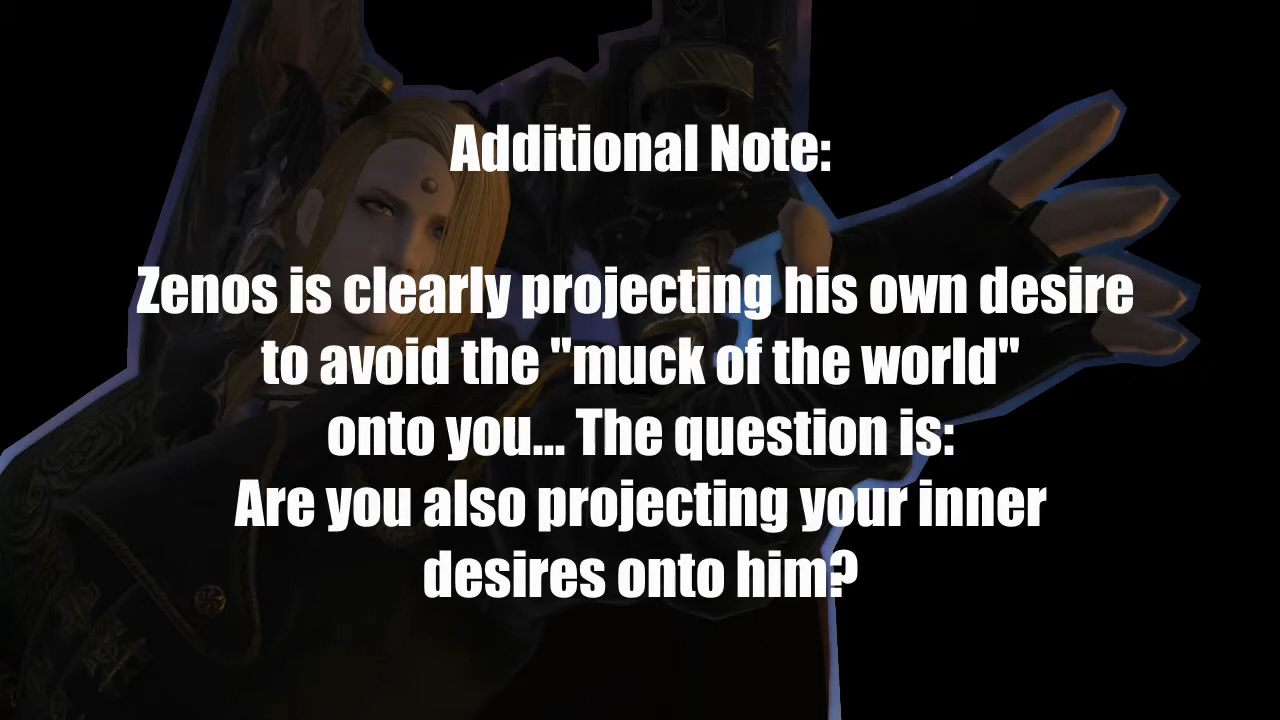 Additional Note:
Zenos is clearly projecting his own desire
to avoid the "muck of the world"
onto you... The question is:
Are you also projecting your inner
desires onto him?